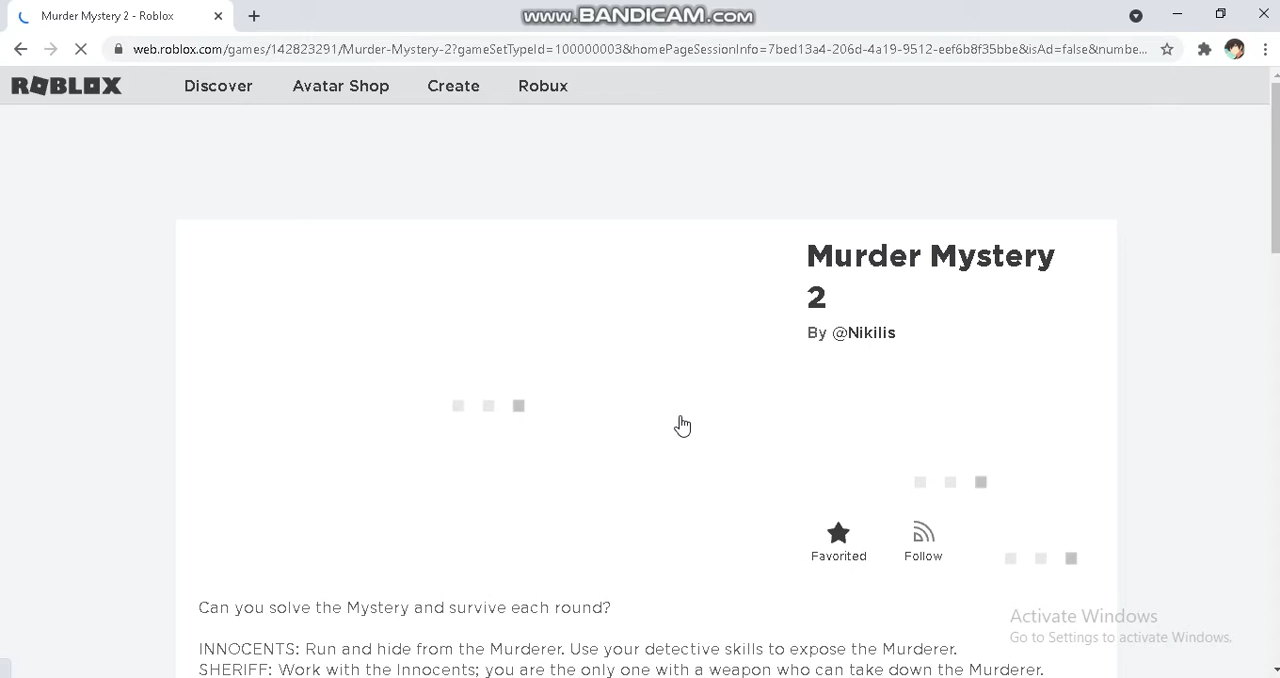 Murder Mystery 2 - Roblox
www.BANDICAM.com
web.roblox.com/games/142823291/Murder-Mystery-2?gameSetTypeId=100000003&homePageSessionInfo=7bed13a4-206d-4a19-9512-eef6b8f35bbe&isAd=false&numbe...
ROBLOX Discover Avatar Shop Create Robux
Murder Mystery
2
By @Nikilis
Favorited Follow
Can you solve the Mystery and survive each round?
Activate Windows
Go to Settings to activate Windows.
INNOCENTS: Run and hide from the Murderer. Use your detective skills to expose the Murderer.
SHERIFF: Work with the Innocents; you are the only one with a weapon who can take down the Murderer.